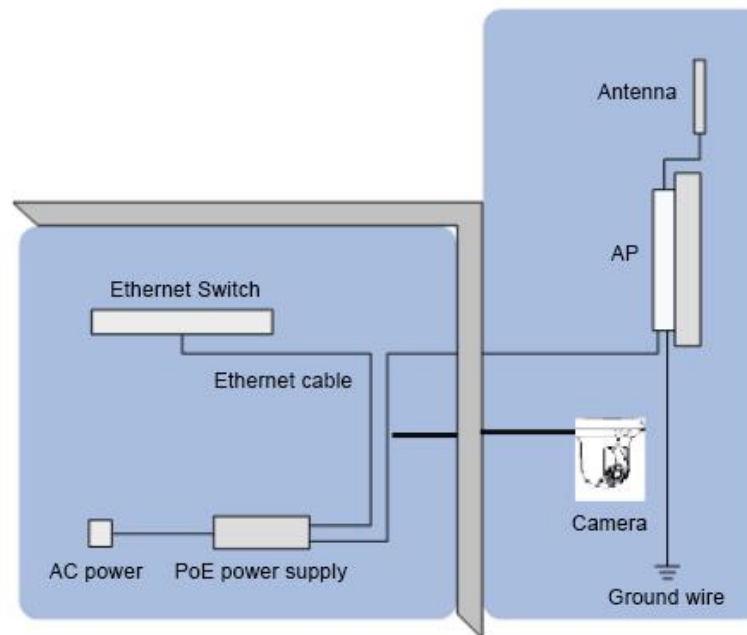 Antenna
AP
Ethernet Switch
Ethernet cable
Camera
AC power
PoE power supply
Ground wire